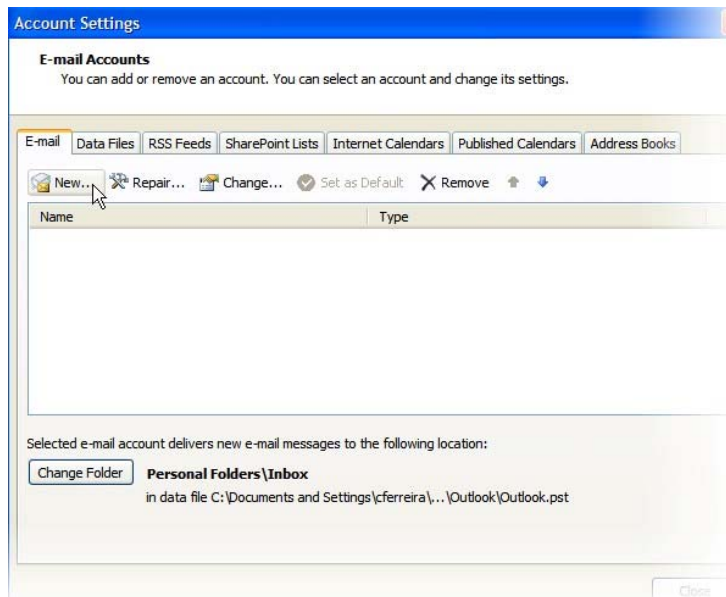 Account Settings
E-mail Accounts
You can add or remove an account. You can select an account and change its settings.
E-mail Data Files RSS Feeds SharePoint Lists Internet Calendars Published Calendars Address Books
New... Repair... Change... Set as Default Remove
Name Type
Selected e-mail account delivers new e-mail messages to the following location:
Change Folder Personal Folders\Inbox
in data file C:\Documents and Settings\cferreira\...\Outlook\Outlook.pst
Close